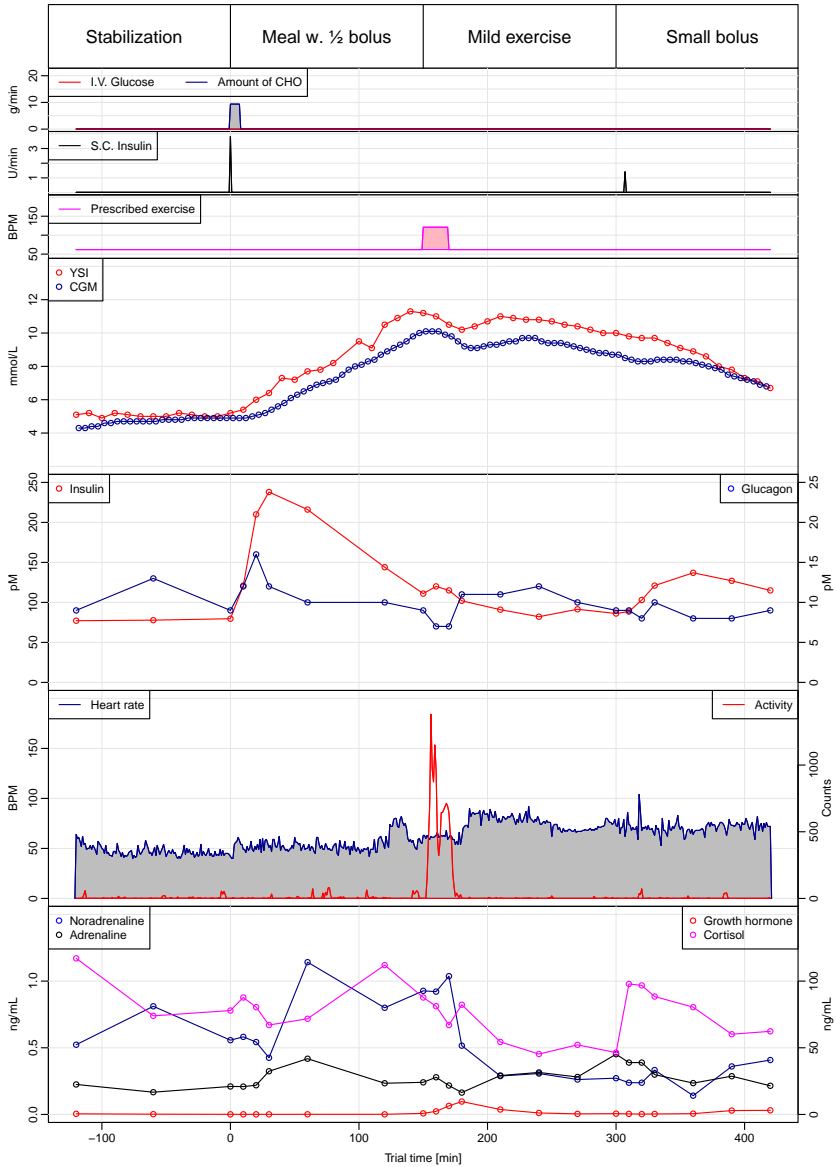 Stabilization Meal w. ½ bolus Mild exercise Small bolus
I.V. Glucose Amount of CHO
g/min
20
10
0
S.C. Insulin
U/min
3
1
Prescribed exercise
BPM
150
50
YSI
CGM
mmol/L
12
10
8
6
4
Insulin Glucagon
pM
250
200
150
100
50
0
25
20
15
10
5
0
pM
Heart rate Activity
BPM
150
100
50
0
1000
500
0
Counts
Noradrenaline Growth hormone
Adrenaline Cortisol
ng/mL
1.0
0.5
0.0
100
50
0
ng/mL
−100 0 100 200 300 400
Trial time [min]